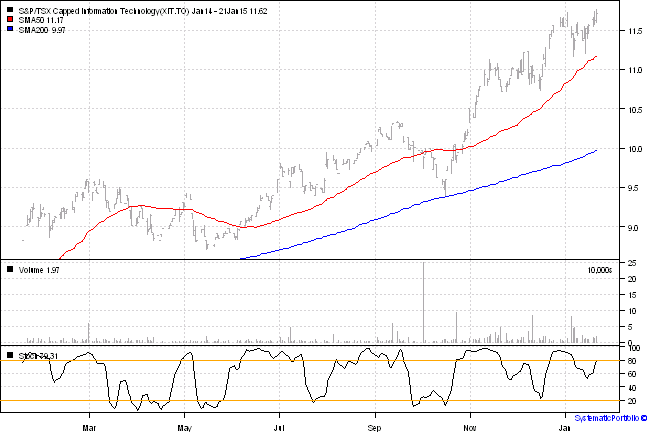 S&P/TSX Capped Information Technology(XIT.TO) Jan14 - 21Jan15 11.62
SMA50 11.17
SMA200 9.97
11.5
11.0
10.5
10.0
9.5
9.0
Volume 1.97
10,000s
25
20
15
10
5
0
100
80
60
40
20
Mar May Jul Sep Nov Jan
SystematicPortfolio ©